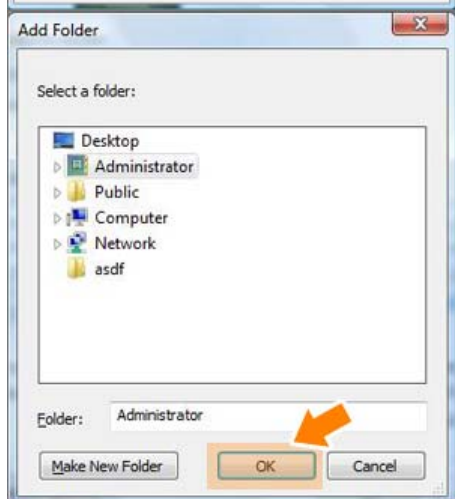 Add Folder
Select a folder:
Desktop
Administrator
Public
Computer
Network
asdf
Folder: Administrator
Make New Folder OK Cancel